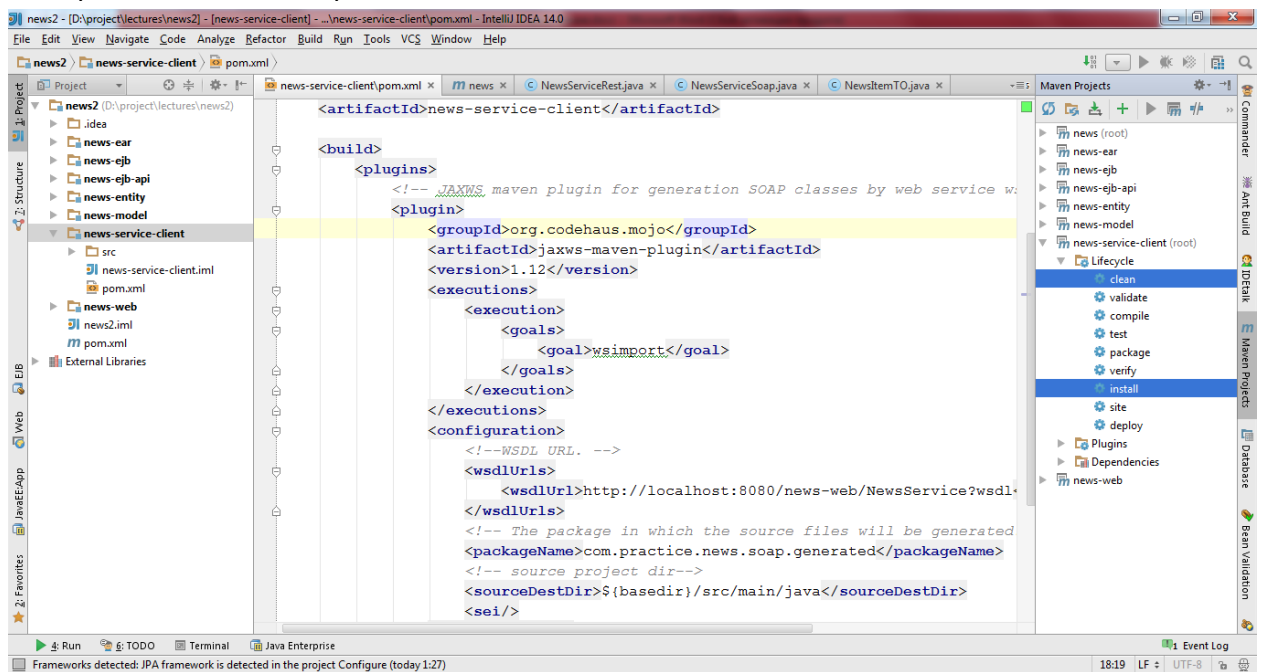 news2 - [D:\project\lectures\news2] - [news-service-client] - ...\news-service-client\pom.xml - IntelliJ IDEA 14.0
File Edit View Navigate Code Analyze Refactor Build Run Tools VCS Window Help
news2 news-service-client pom.xml
Project
news-service-client\pom.xml × m news × NewsServiceRest.java × NewsServiceSoap.java × NewsItemTO.java ×
Maven Projects
1: Project
Z: Structure
EJB
Web
JavaEE:App
2: Favorites
news2 (D:\project\lectures\news2)
.idea
news-ear
news-ejb
news-ejb-api
news-entity
news-model
news-service-client
src
news-service-client.iml
pom.xml
news-web
news2.iml
m pom.xml
External Libraries
<artifactId>news-service-client</artifactId>
<build>
<plugins>
<!-- JAXWS maven plugin for generation SOAP classes by web service w
<plugin>
<groupId>org.codehaus.mojo</groupId>
<artifactId>jaxws-maven-plugin</artifactId>
<version>1.12</version>
<executions>
<execution>
<goals>
<goal>wsimport</goal>
</goals>
</execution>
</executions>
<configuration>
<!--WSDL URL. -->
<wsdlUrls>
<wsdlUrl>http://localhost:8080/news-web/NewsService?wsdl<
</wsdlUrls>
<!-- The package in which the source files will be generated
<packageName>com.practice.news.soap.generated</packageName>
<!-- source project dir-->
<sourceDestDir>${basedir}/src/main/java</sourceDestDir>
<sei/>
news (root)
news-ear
news-ejb
news-ejb-api
news-entity
news-model
news-service-client (root)
Lifecycle
clean
validate
compile
test
package
verify
install
site
deploy
Plugins
Dependencies
news-web
Commander
Ant Build
IDEtalk
m Maven Projects
Database
Bean Validation
4: Run 6: TODO Terminal Java Enterprise
1 Event Log
Frameworks detected: JPA framework is detected in the project Configure (today 1:27)
18:19 LF UTF-8